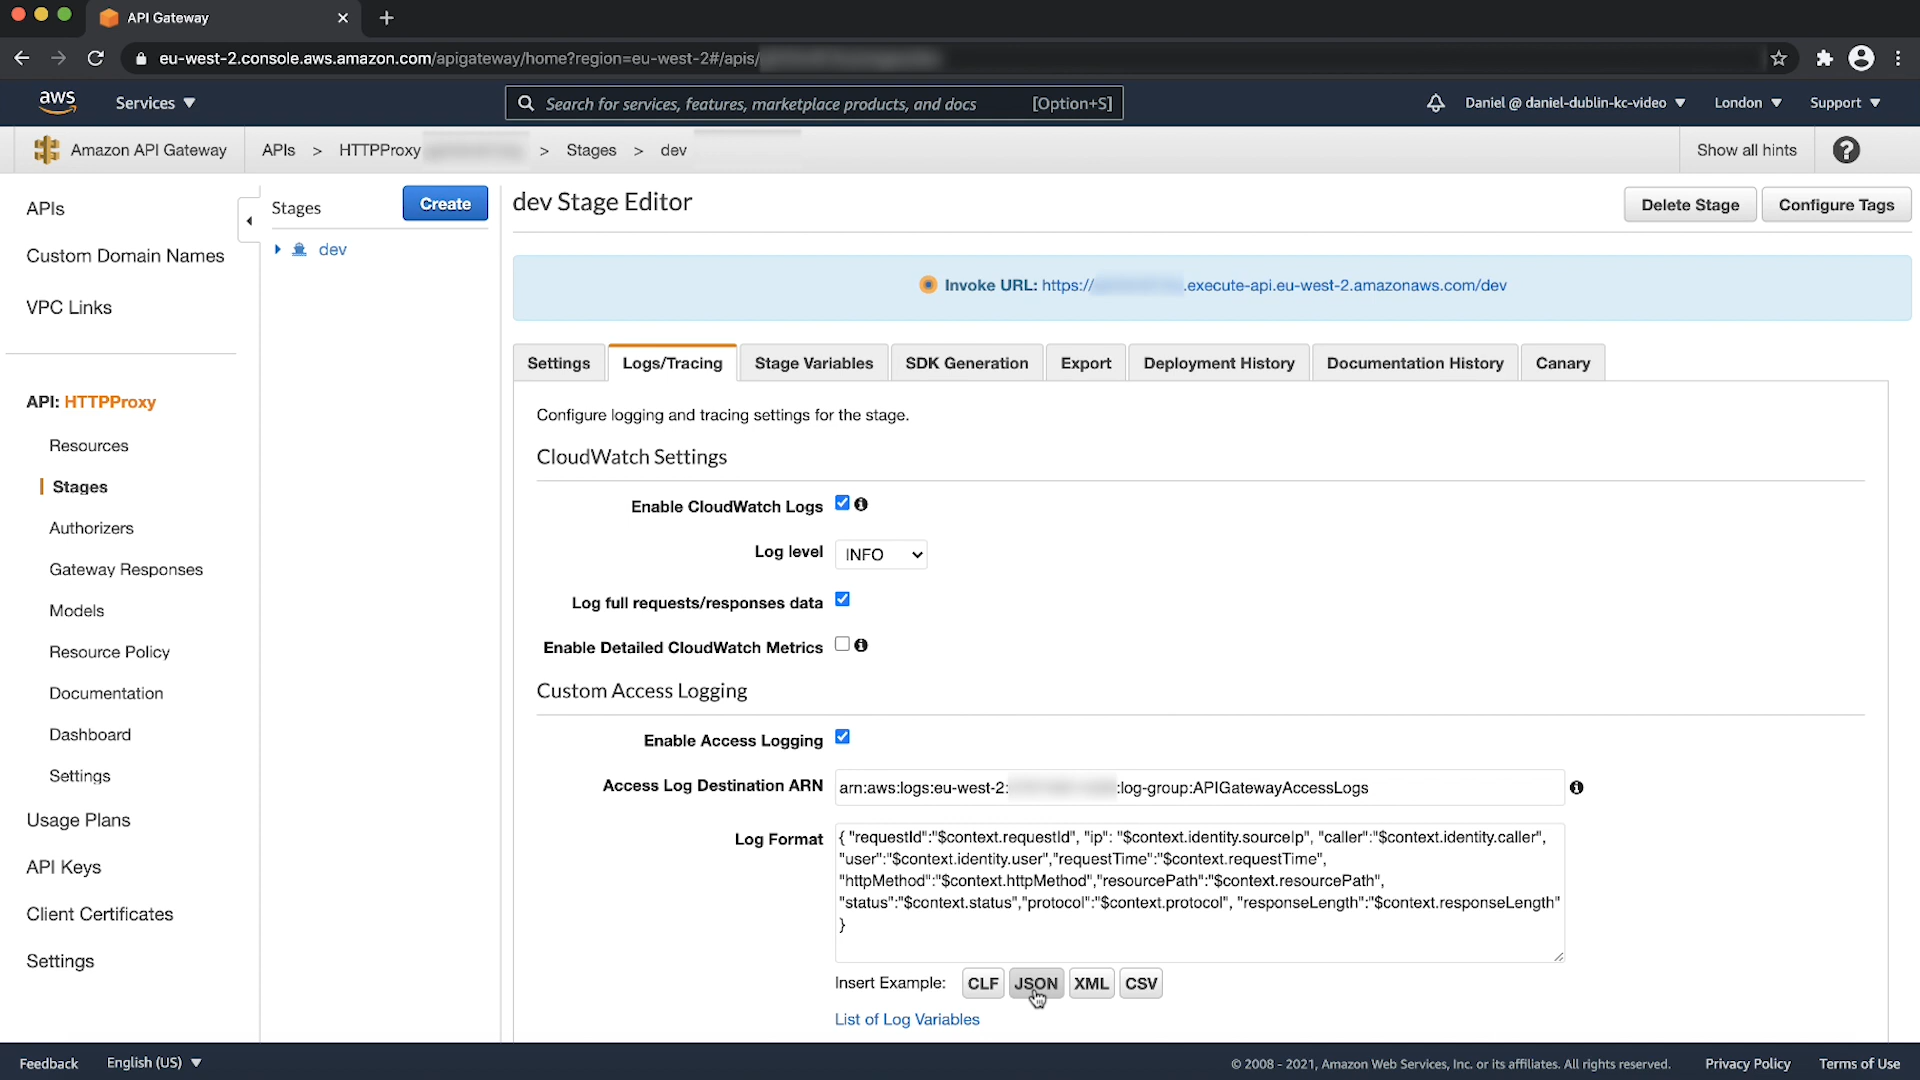 API Gateway
eu-west-2.console.aws.amazon.com/apigateway/home?region=eu-west-2#/apis/
aws
Services
Search for services, features, marketplace products, and docs
[Option+S]
Daniel @ daniel-dublin-kc-video
London
Support
Amazon API Gateway
APIs > HTTPProxy > Stages > dev
Show all hints
?
APIs
Custom Domain Names
VPC Links
API: HTTPProxy
Resources
Stages
Authorizers
Gateway Responses
Models
Resource Policy
Documentation
Dashboard
Settings
Usage Plans
API Keys
Client Certificates
Settings
Stages
Create
dev
dev Stage Editor
Delete Stage
Configure Tags
Invoke URL: https:// .execute-api.eu-west-2.amazonaws.com/dev
Settings
Logs/Tracing
Stage Variables
SDK Generation
Export
Deployment History
Documentation History
Canary
Configure logging and tracing settings for the stage.
CloudWatch Settings
Enable CloudWatch Logs
Log level INFO
Log full requests/responses data
Enable Detailed CloudWatch Metrics
Custom Access Logging
Enable Access Logging
Access Log Destination ARN arn:aws:logs:eu-west-2: :log-group:APIGatewayAccessLogs
Log Format
{ "requestId":"$context.requestId", "ip": "$context.identity.sourceIp", "caller":"$context.identity.caller",
"user":"$context.identity.user","requestTime":"$context.requestTime",
"httpMethod":"$context.httpMethod","resourcePath":"$context.resourcePath",
"status":"$context.status","protocol":"$context.protocol", "responseLength":"$context.responseLength"
}
Insert Example: CLF JSON XML CSV
List of Log Variables
Feedback
English (US)
© 2008 - 2021, Amazon Web Services, Inc. or its affiliates. All rights reserved.
Privacy Policy
Terms of Use